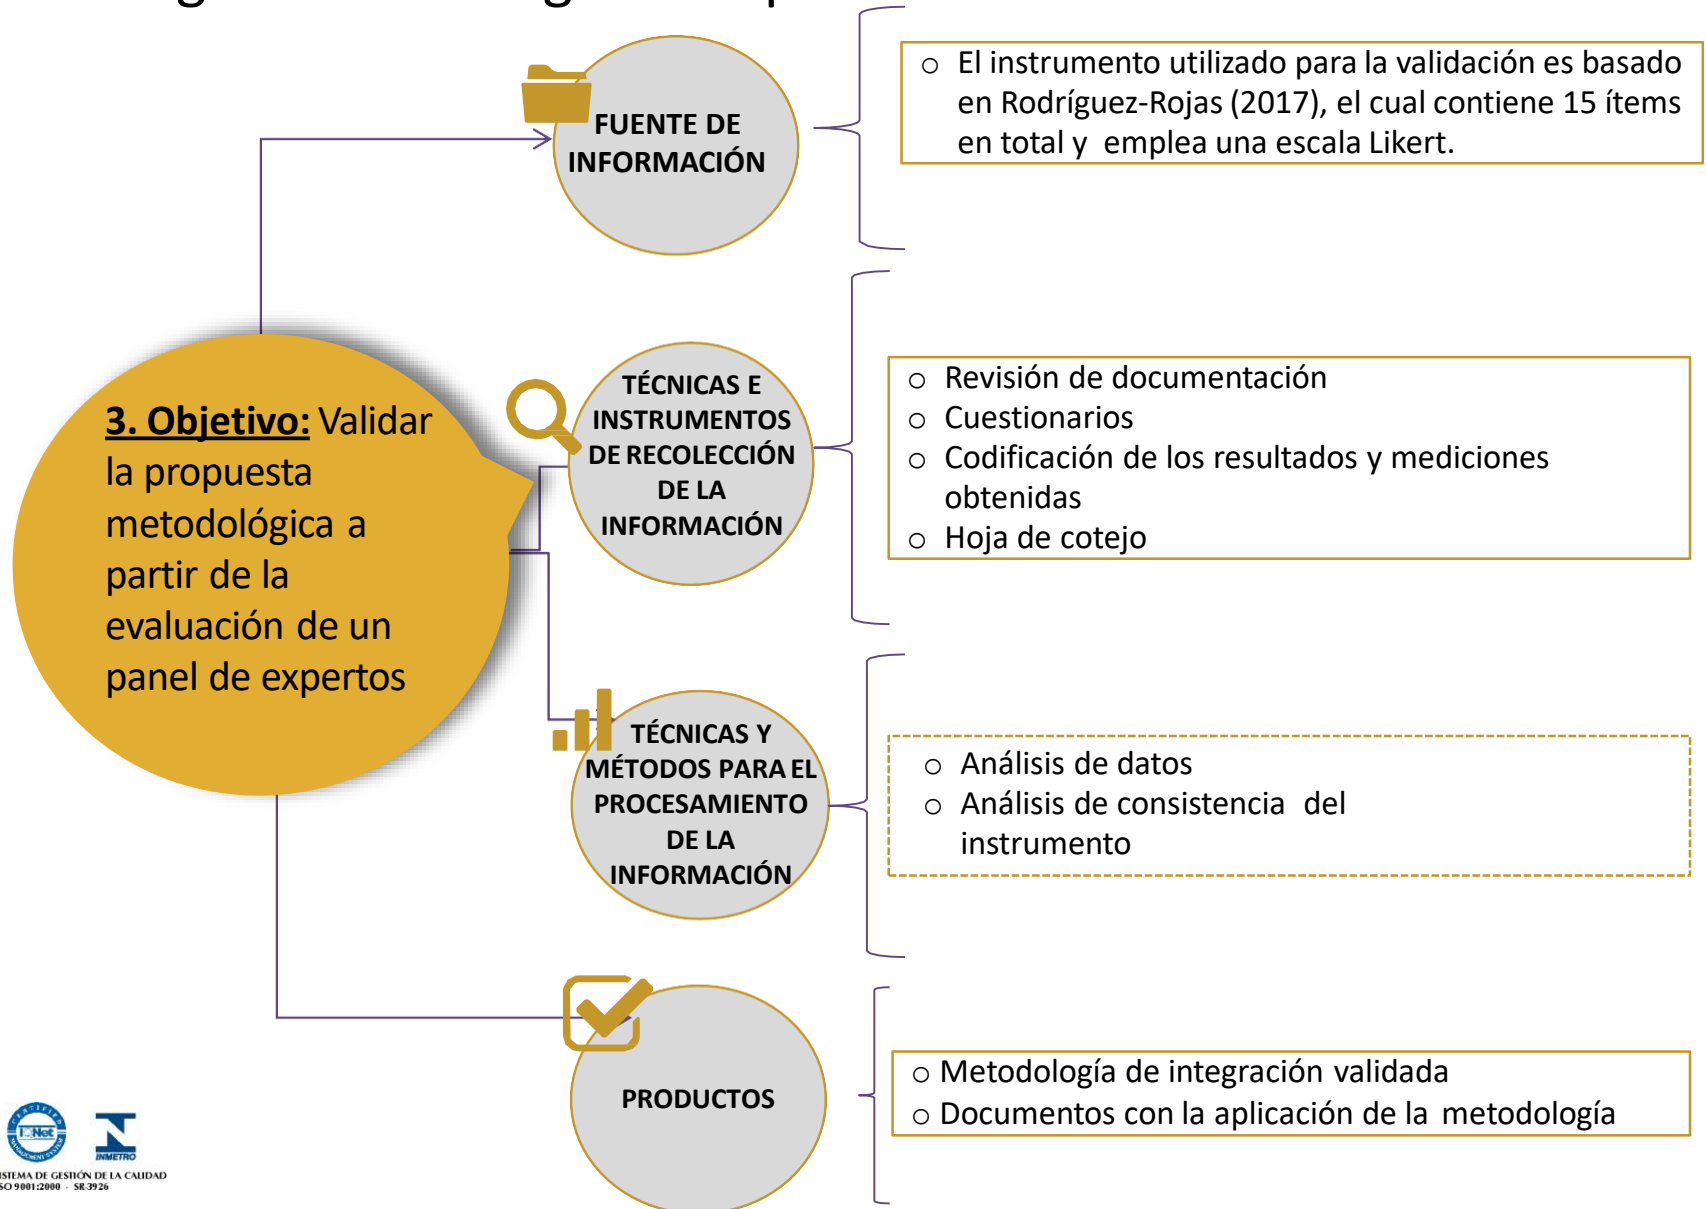 FUENTE DE
INFORMACIÓN
o El instrumento utilizado para la validación es basado
en Rodríguez-Rojas (2017), el cual contiene 15 ítems
en total y emplea una escala Likert.
3. Objetivo: Validar
la propuesta
metodológica a
partir de la
evaluación de un
panel de expertos
TÉCNICAS E
INSTRUMENTOS
DE RECOLECCIÓN
DE LA
INFORMACIÓN
o Revisión de documentación
o Cuestionarios
o Codificación de los resultados y mediciones
obtenidas
o Hoja de cotejo
TÉCNICAS Y
MÉTODOS PARA EL
PROCESAMIENTO
DE LA
INFORMACIÓN
o Análisis de datos
o Análisis de consistencia del
instrumento
PRODUCTOS
o Metodología de integración validada
o Documentos con la aplicación de la metodología
CERTIFIED
IQNet
MANAGEMENT SYSTEM
INMETRO
ISTEMA DE GESTIÓN DE LA CALIDAD
SO 9001:2000 - SR-3926